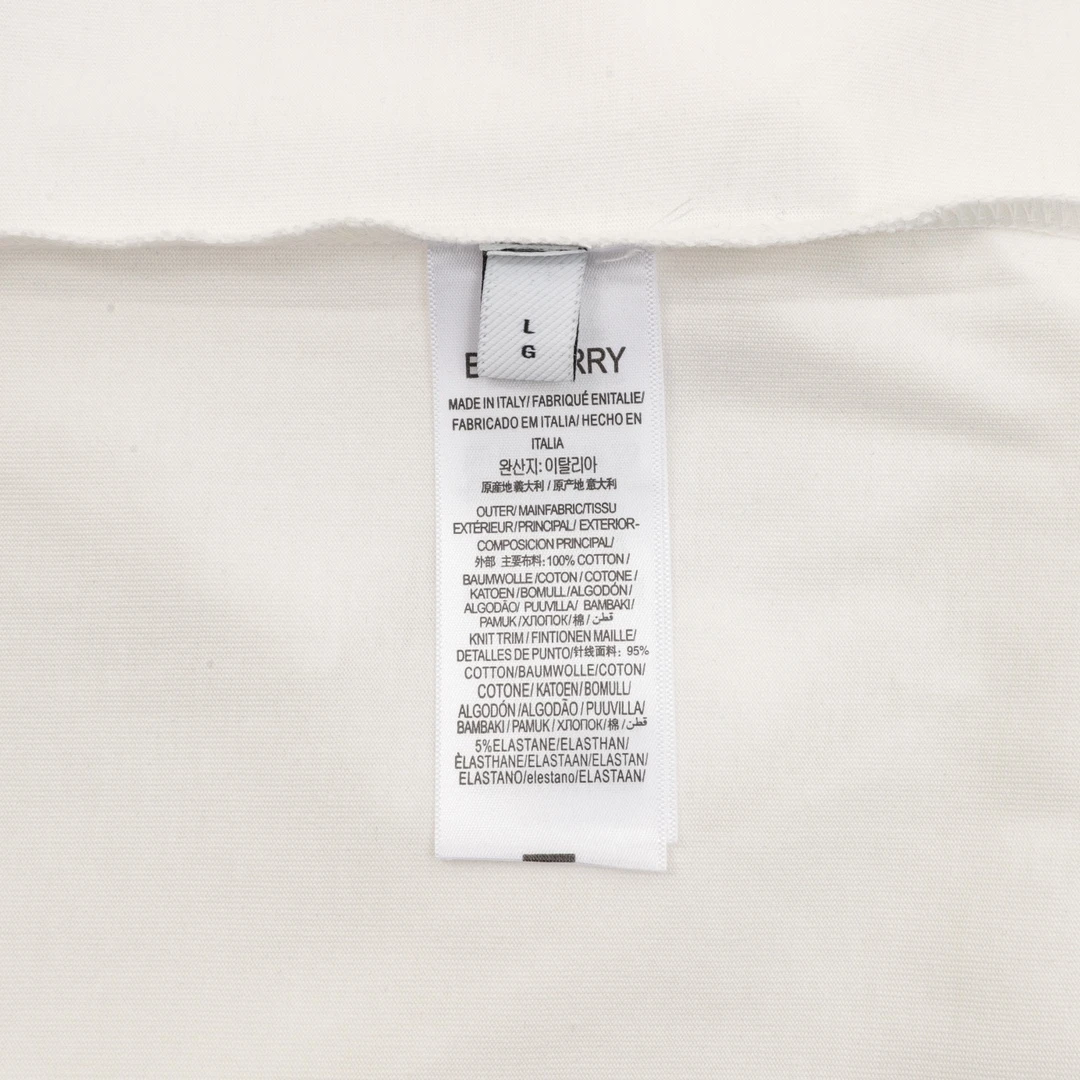 L
G
RRY
MADE IN ITALY/ FABRIQUÉ ENITALIE/
FABRICADO EM ITALIA/ HECHO EN
ITALIA
완산지: 이탈리아
原産地義大利 / 原产地 意大利
OUTER/ MAINFABRIC/TISSU
EXTÉRIEUR/PRINCIPAL/ EXTERIOR-
COMPOSICION PRINCIPAL/
外部 主要布料: 100% COTTON /
BAUMWOLLE /COTON / COTONE /
KATOEN /BOMULL/ALGODÓN/
ALGODÃO/ PUUVILLA/ BAMBAKI/
PAMUK /ХЛОПОК/棉 / قطن
KNIT TRIM / FINTIONEN MAILLE/
DETALLES DE PUNTO/针线面料: 95%
COTTON/BAUMWOLLE/COTON/
COTONE/ KATOEN/BOMULL/
ALGODÓN /ALGODÃO / PUUVILLA/
BAMBAKI / PAMUK / ХЛОПОК/棉 /قطن
5%ELASTANE/ELASTHAN/
ÈLASTHANE/ELASTAAN/ELASTAN/
ELASTANO/elestano/ELASTAAN/